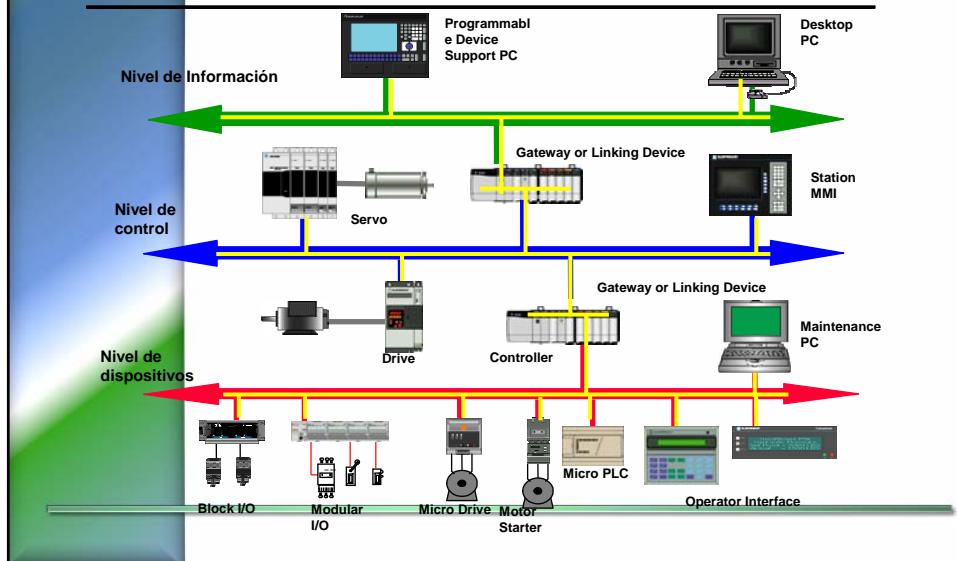 Programmabl
e Device
Support PC
Desktop
PC
Nivel de Información
Gateway or Linking Device
Station
MMI
Servo
Nivel de
control
Gateway or Linking Device
Maintenance
PC
Drive
Controller
Nivel de
dispositivos
Micro PLC
Block I/O
Modular
I/O
Micro Drive
Motor
Starter
Operator Interface